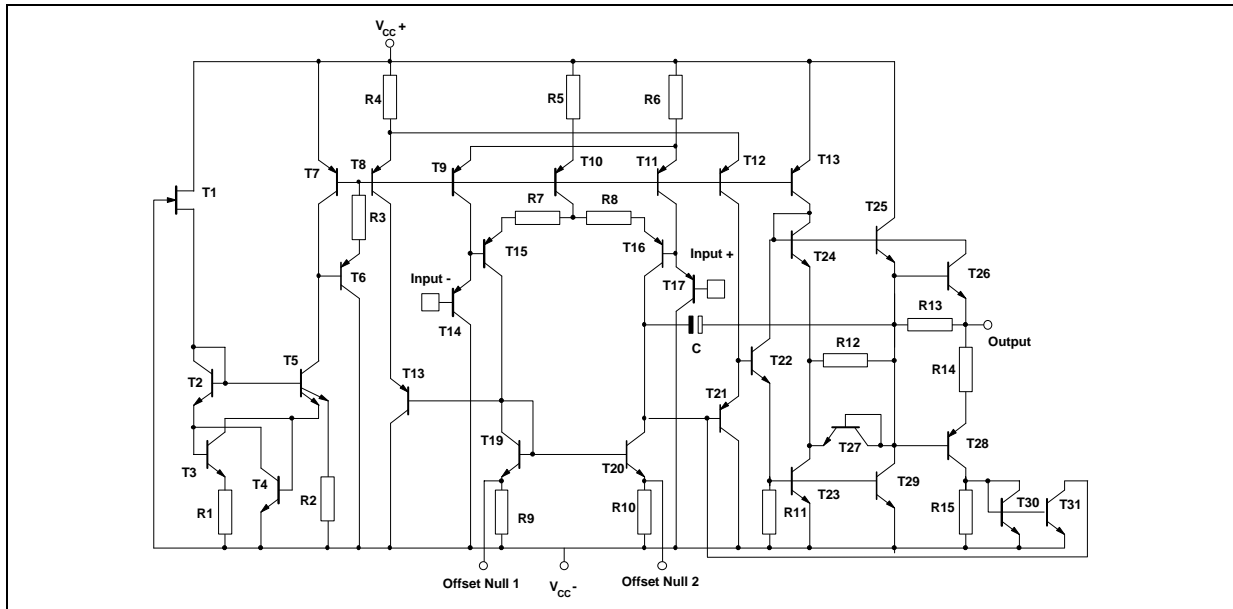 VCC+
R4
R5
R6
T7
T8
T9
T10
T11
T12
T13
T1
R3
R7
R8
T25
T15
T16
Input +
T24
T6
T26
Input -
T17
R13
T14
C
Output
R12
T22
R14
T2
T5
T13
T21
T27
T28
T19
T20
T3
T4
R2
T23
T29
R1
R9
R10
R11
R15
T30
T31
Offset Null 1
VCC-
Offset Null 2